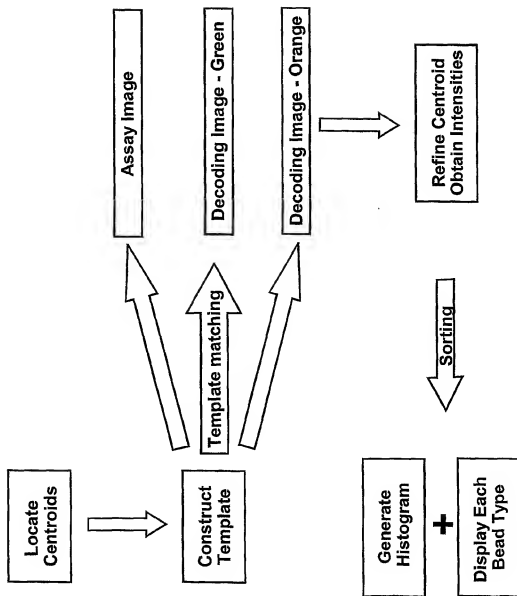 Locate
Centroids
Construct
Template
Template matching
Assay Image
Decoding Image - Green
Decoding Image - Orange
Refine Centroid
Obtain Intensities
Sorting
Generate
Histogram
+
Display Each
Bead Type